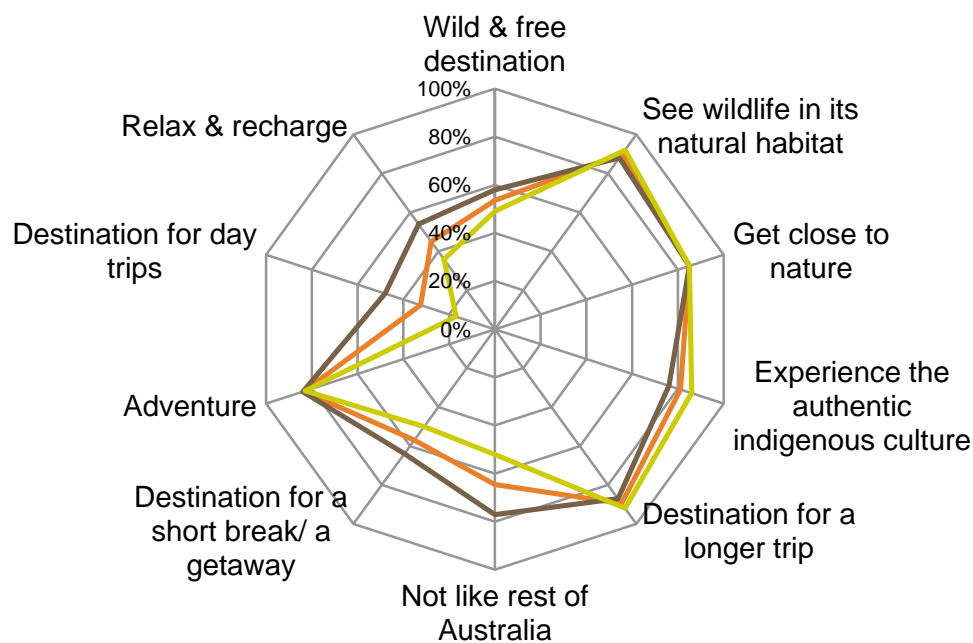 Wild & free
destination
100%
80%
60%
40%
20%
0%
See wildlife in its
natural habitat
Get close to
nature
Experience the
authentic
indigenous culture
Destination for a
longer trip
Not like rest of
Australia
Destination for a
short break/ a
getaway
Adventure
Destination for day
trips
Relax & recharge